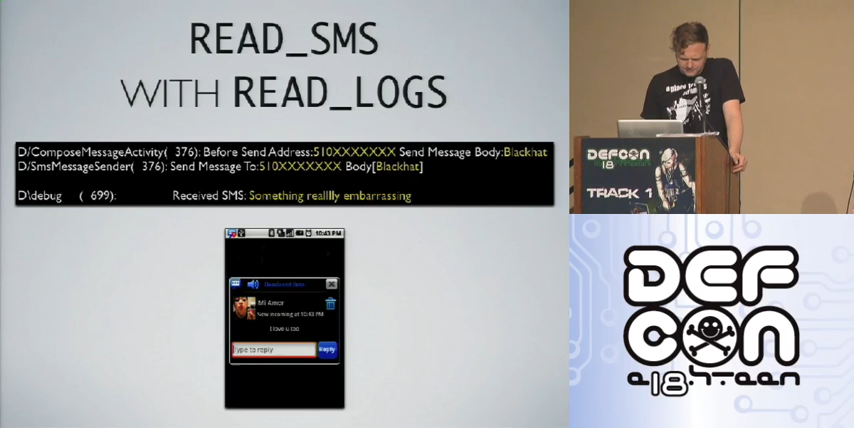 READ_SMS
WITH READ_LOGS
D/ComposeMessageActivity( 376): Before Send Address:510XXXXXXX Send Message Body:Blackhat
D/SmsMessageSender( 376): Send Message To:510XXXXXXX Body[Blackhat]
D\debug ( 699): Received SMS: Something realllly embarrassing
10:43 PM
Mi Amor
New incoming at 10:43 PM
I love u too
Type to reply
Reply
DEFCON
18
TRACK 1
DEF
CON
e18hteen